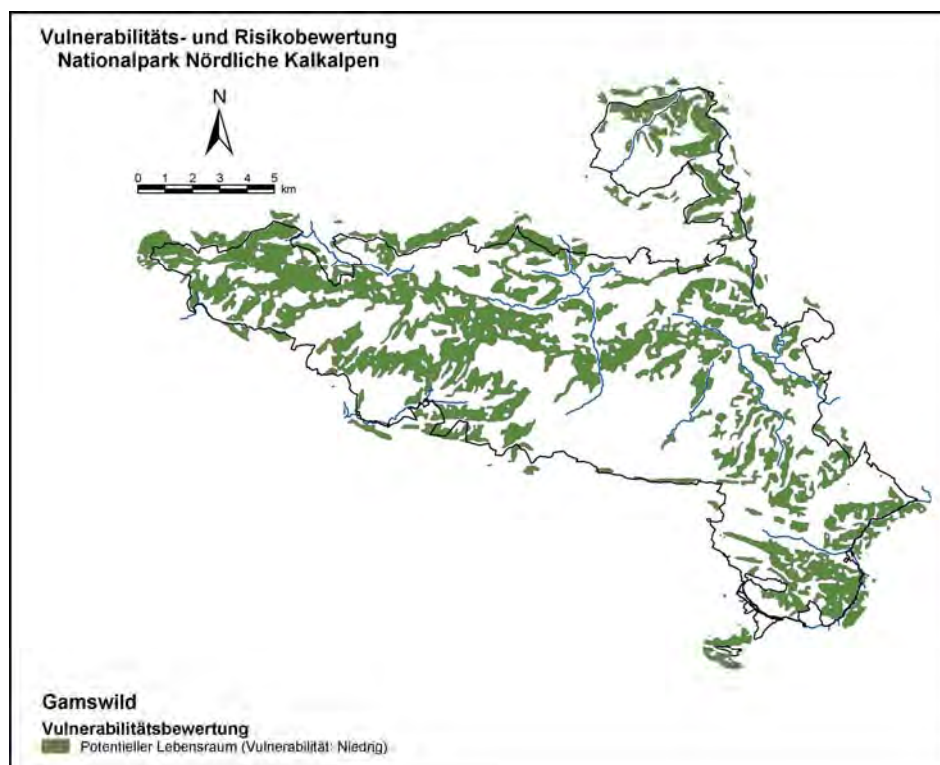 Vulnerabilitäts- und Risikobewertung
Nationalpark Nördliche Kalkalpen
N
0 1 2 3 4 5
km
Gamswild
Vulnerabilitätsbewertung
Potentieller Lebensraum (Vulnerabilität: Niedrig)